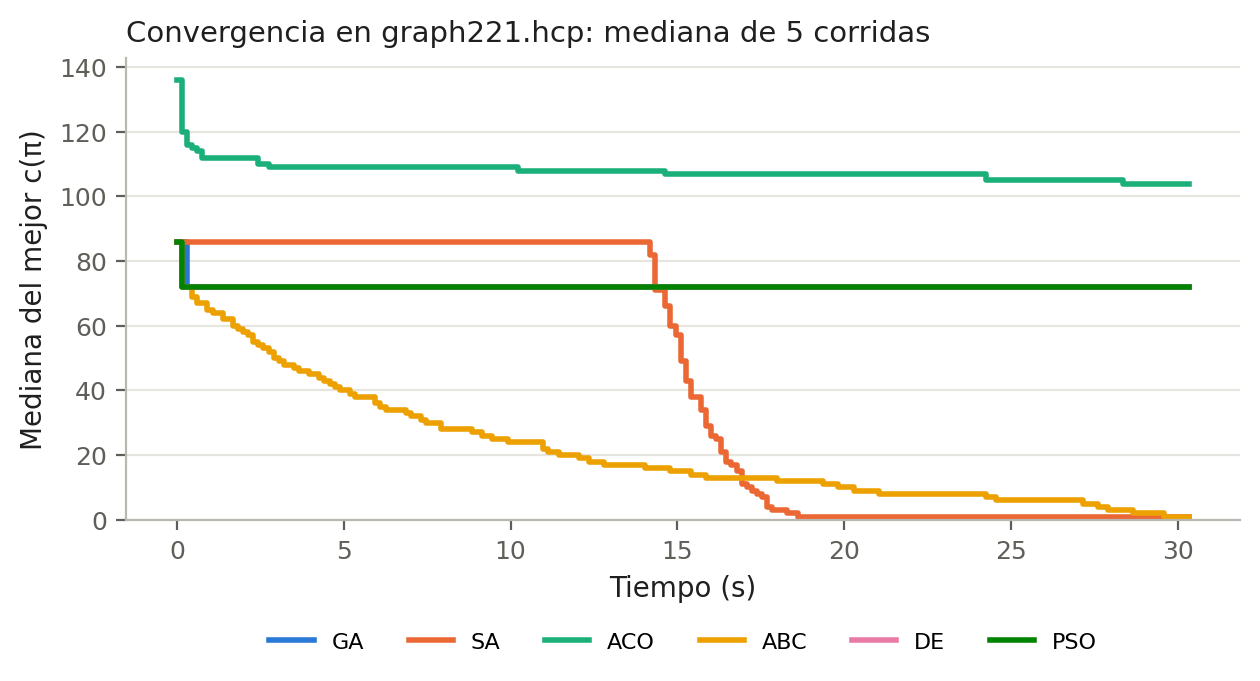 Convergencia en graph221.hcp: mediana de 5 corridas
Mediana del mejor c(π)
140
120
100
80
60
40
20
0
0 5 10 15 20 25 30
Tiempo (s)
GA SA ACO ABC DE PSO